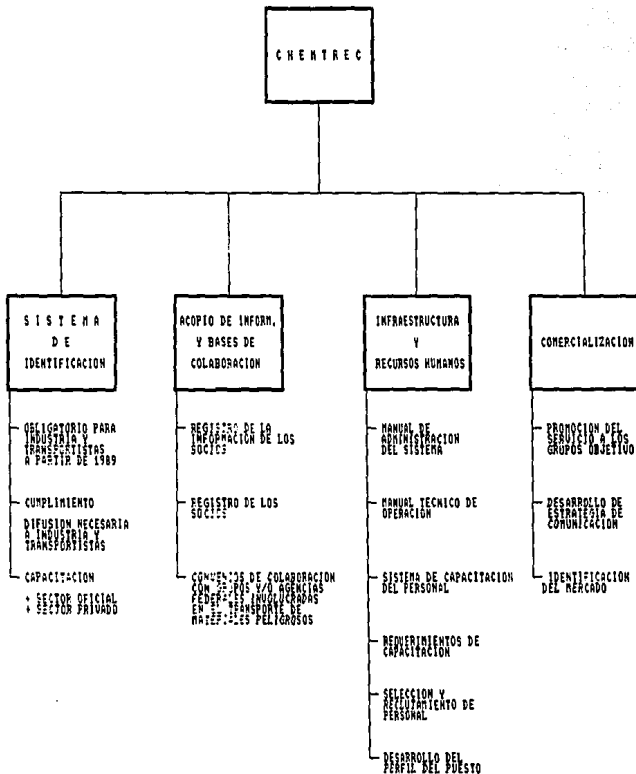 CHEMTREC
SISTEMA
DE
IDENTIFICACION
OBLIGATORIO PARA
INDUSTRIA Y
TRANSPORTISTAS
A PARTIR DE 1989
CUMPLIMIENTO
DIFUSION NECESARIA
A INDUSTRIA Y
TRANSPORTISTAS
CAPACITACION
+ SECTOR OFICIAL
+ SECTOR PRIVADO
ACOPIO DE INFORM.
Y BASES DE
COLABORACION
REGISTRO DE LA
INFORMACION DE LOS
SOCIOS
REGISTRO DE LOS
SOCIOS
CONVENIOS DE COLABORACION
CON Y/O AGENCIAS
FEDERALES INVOLUCRADAS
EN EL TRANSPORTE DE
MATERIALES PELIGROSOS
INFRAESTRUCTURA
Y
RECURSOS HUMANOS
MANUAL DE
ADMINISTRACION
DEL SISTEMA
MANUAL TECNICO DE
OPERACION
SISTEMA DE CAPACITACION
DEL PERSONAL
REQUERIMIENTOS DE
CAPACITACION
SELECCION Y
RECLUTAMIENTO DE
PERSONAL
DESARROLLO DEL
PERFIL DEL PUESTO
COMERCIALIZACION
PROMOCION DEL
SERVICIO A LOS
GRUPOS OBJETIVO
DESARROLLO DE
ESTRATEGIA DE
COMUNICACION
IDENTIFICACION
DEL MERCADO